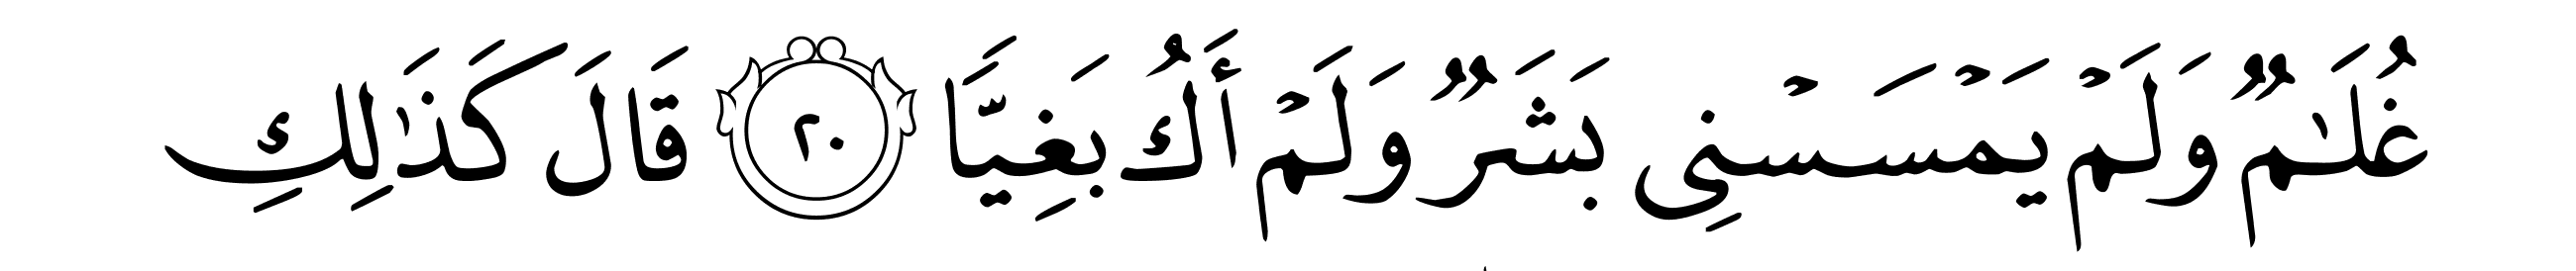 غُلَٰمٌ وَلَمْ يَمْسَسْنِى بَشَرٌ وَلَمْ أَكُ بَغِيًّا ٢٠ قَالَ كَذَٰلِكِ